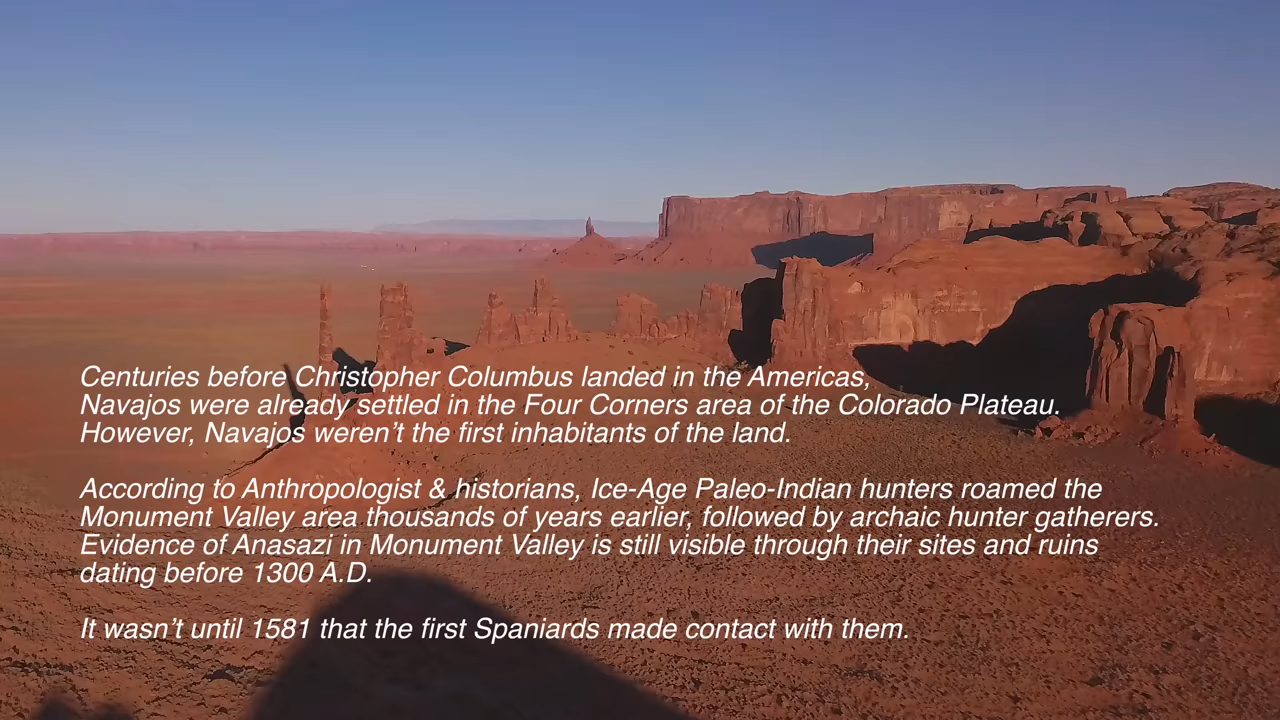 Centuries before Christopher Columbus landed in the Americas,
Navajos were already settled in the Four Corners area of the Colorado Plateau.
However, Navajos weren’t the first inhabitants of the land.
According to Anthropologist & historians, Ice-Age Paleo-Indian hunters roamed the
Monument Valley area thousands of years earlier, followed by archaic hunter gatherers.
Evidence of Anasazi in Monument Valley is still visible through their sites and ruins
dating before 1300 A.D.
It wasn’t until 1581 that the first Spaniards made contact with them.